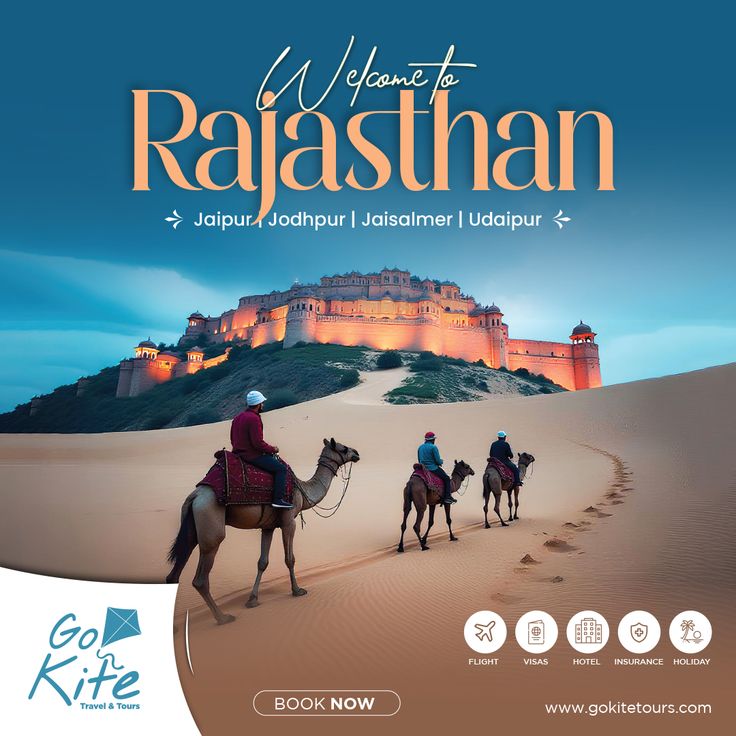 Welcome to
Rajasthan
Jaipur | Jodhpur | Jaisalmer | Udaipur
FLIGHT VISAS HOTEL INSURANCE HOLIDAY
Go
Kite
Travel & Tours
BOOK NOW
www.gokitetours.com